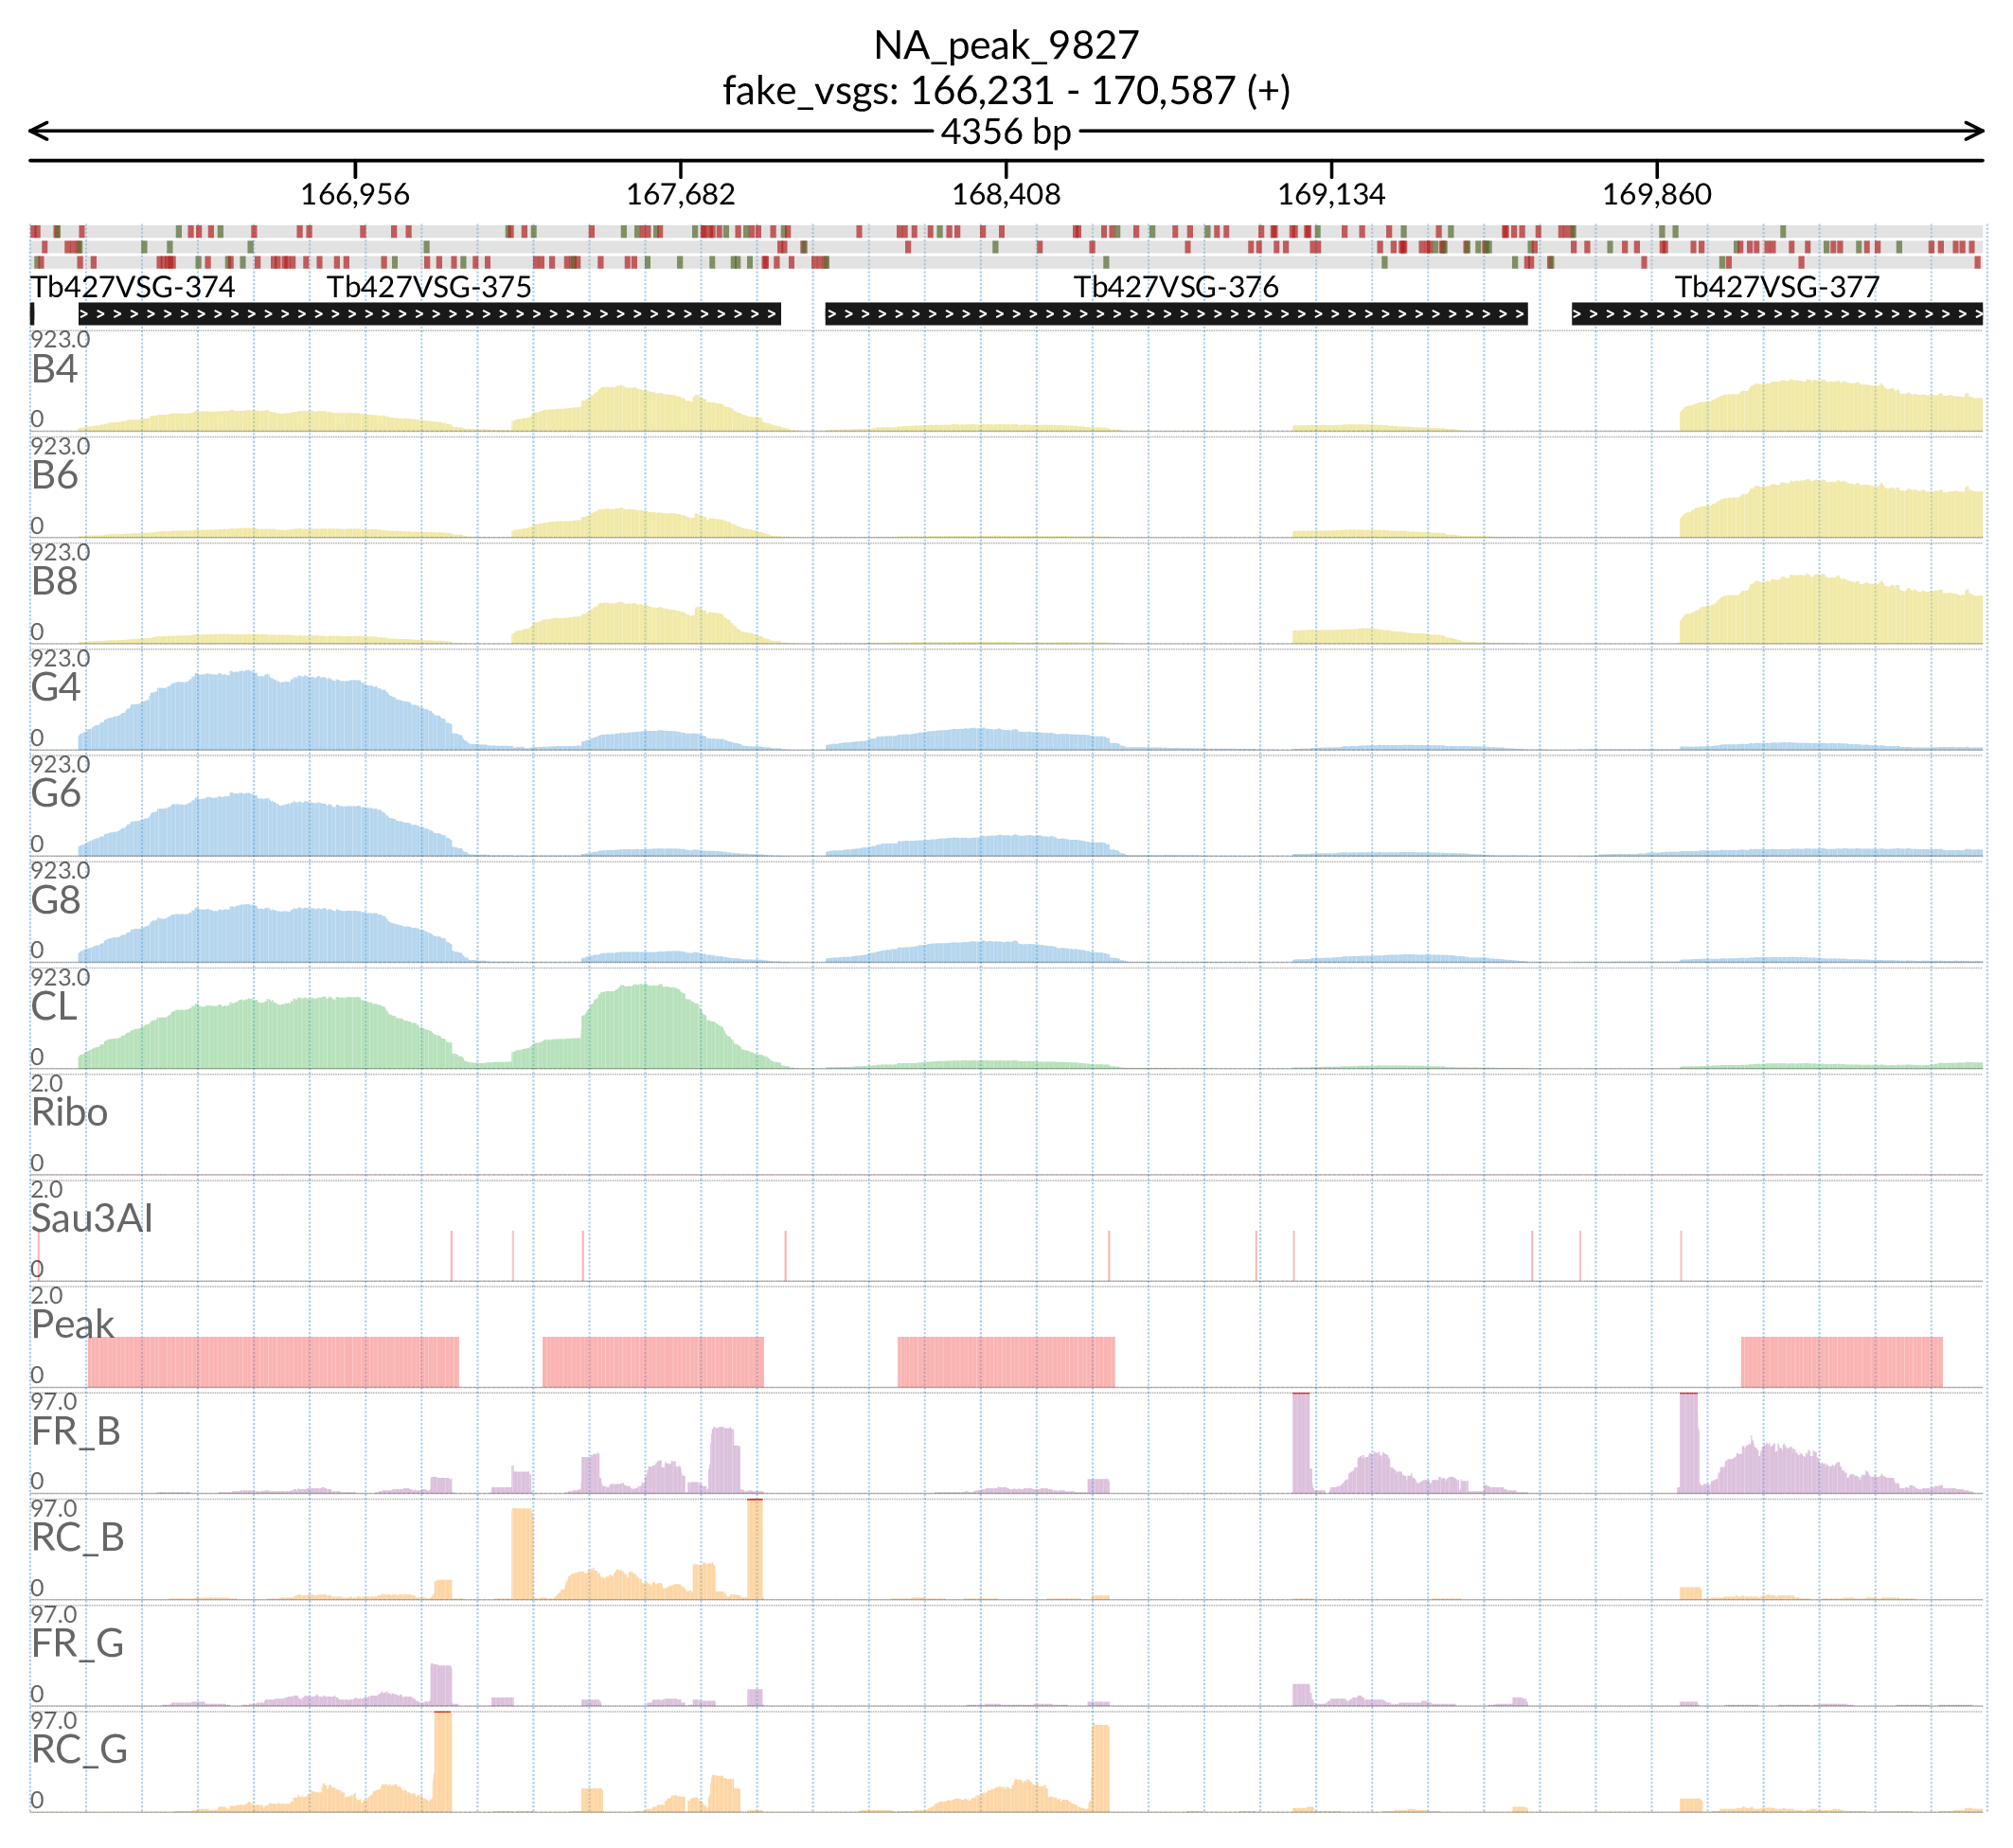 NA_peak_9827
fake_vsgs: 166,231 - 170,587 (+)
4356 bp
166,956 167,682 168,408 169,134 169,860
Tb427VSG-374 Tb427VSG-375 Tb427VSG-376 Tb427VSG-377
923.0
B4
0
923.0
B6
0
923.0
B8
0
923.0
G4
0
923.0
G6
0
923.0
G8
0
923.0
CL
0
2.0
Ribo
0
2.0
Sau3AI
0
2.0
Peak
0
97.0
FR_B
0
97.0
RC_B
0
97.0
FR_G
0
97.0
RC_G
0